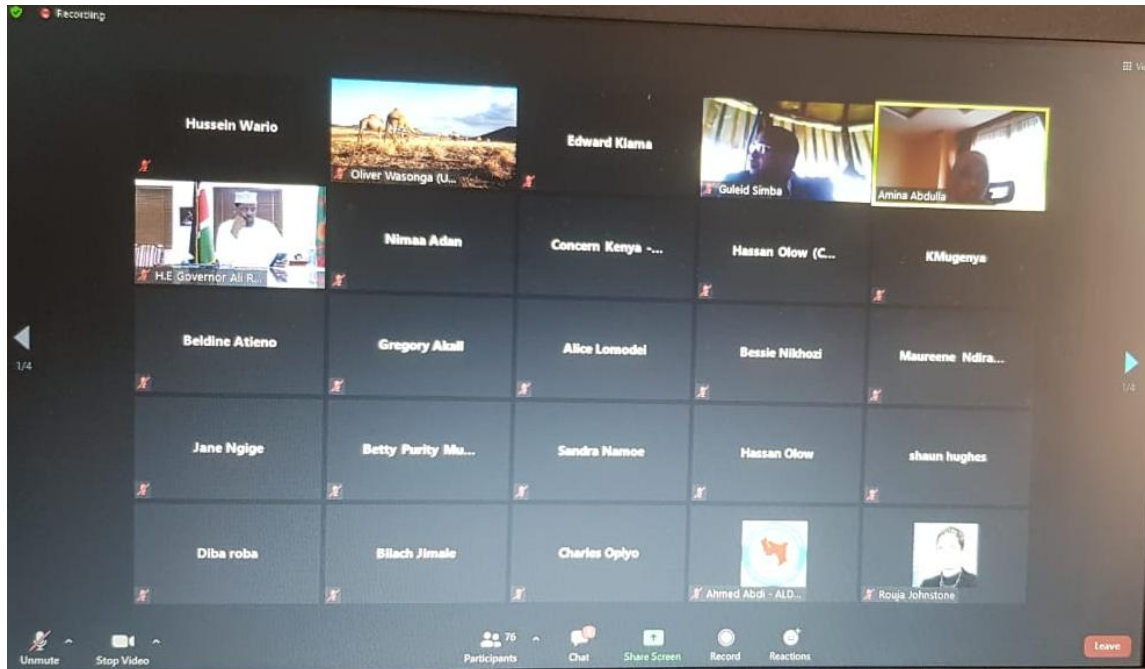 Recording
View
Hussein Wario
Oliver Wasonga (U...
Edward Kiama
Guleid Simba
Amina Abdulla
H.E Governor Ali R...
Nimaa Adan
Concern Kenya -...
Hassan Olow (C...
KMugenya
1/4
Beldine Atieno
Gregory Akall
Alice Lomodei
Bessie Nikhozi
Maureene Ndira...
1/4
Jane Ngige
Betty Purity Mu...
Sandra Namoe
Hassan Olow
shaun hughes
Diba roba
Bilach Jimale
Charles Opiyo
Ahmed Abdi - ALD...
Rouja Johnstone
Unmute
Stop Video
76
Participants
Chat
Share Screen
Record
Reactions
Leave